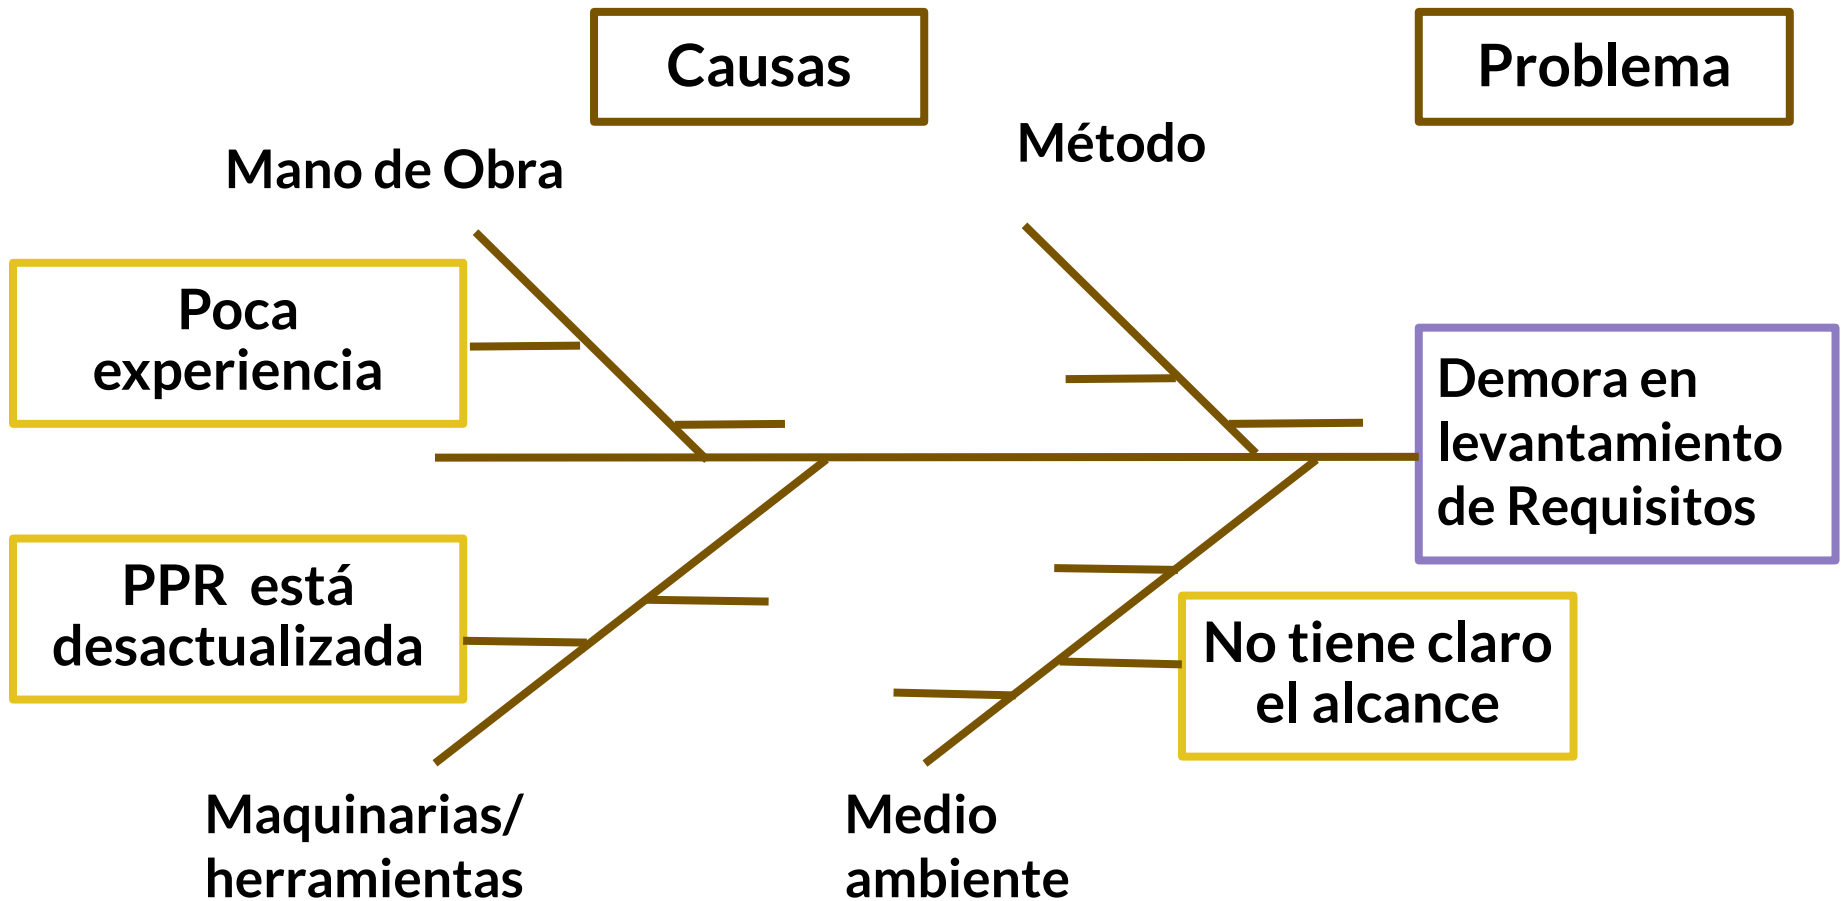 Causas
Problema
Mano de Obra
Método
Poca
experiencia
Demora en
levantamiento
de Requisitos
PPR está
desactualizada
No tiene claro
el alcance
Maquinarias/
herramientas
Medio
ambiente